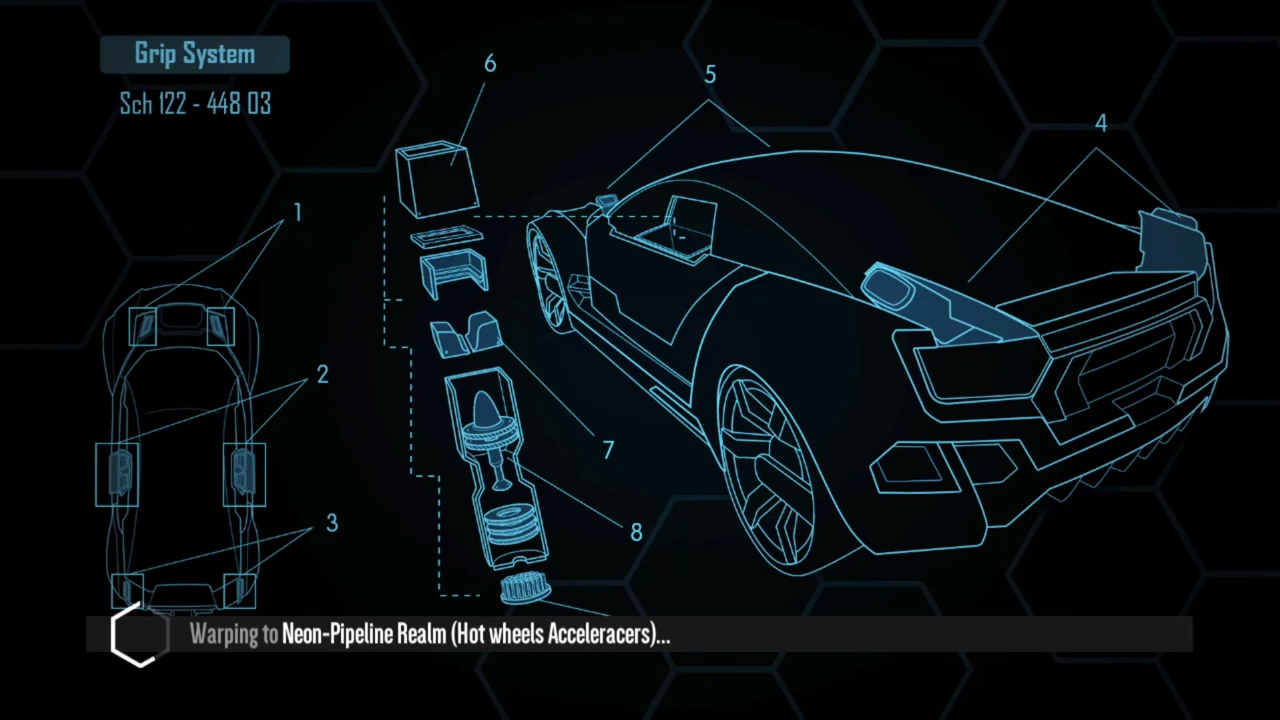 Grip System
Sch 122 - 448 03
6
5
4
1
2
7
3
8
Warping to Neon-Pipeline Realm (Hot wheels Acceleracers)...